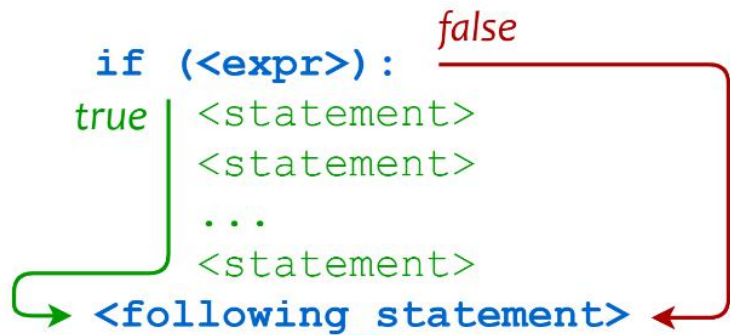 false
if (<expr>):
true
<statement>
<statement>
...
<statement>
<following statement>